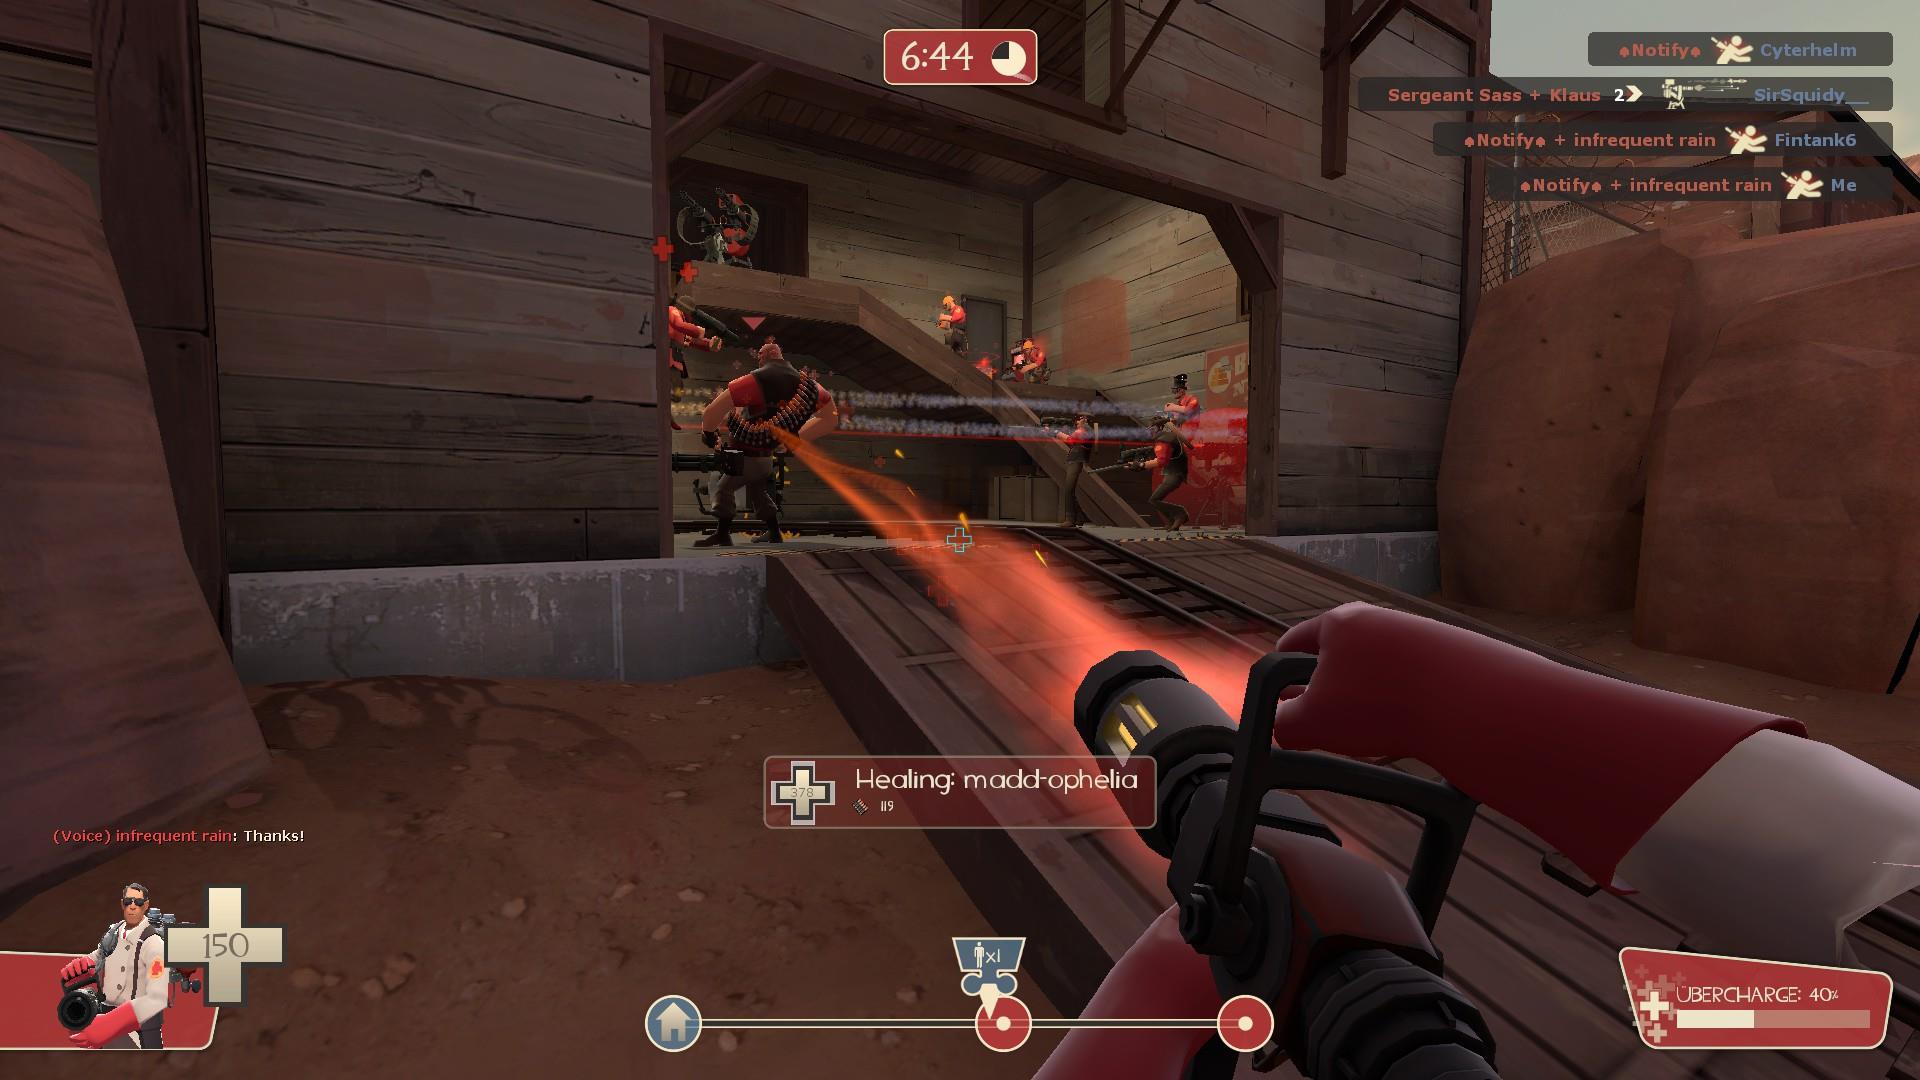 6:44
♠Notify♠ Cyterhelm
Sergeant Sass + Klaus 2 SirSquidy__
♠Notify♠ + infrequent rain Fintank6
♠Notify♠ + infrequent rain Me
378 Healing: madd-ophelia
119
(Voice) infrequent rain: Thanks!
150
x1
ÜBERCHARGE: 40%